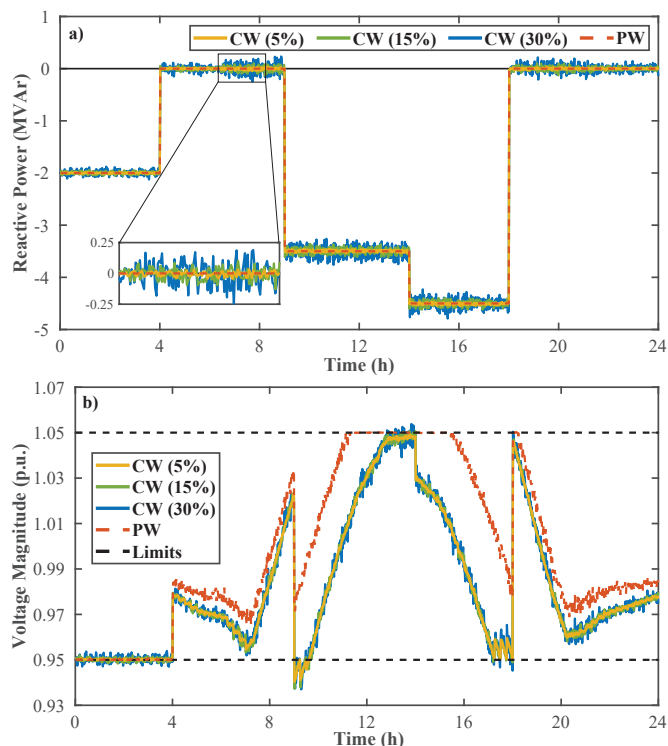 a)
CW (5%) CW (15%) CW (30%) PW
1
0
-1
-2
-3
-4
-5
Reactive Power (MVAr)
0.25
0
-0.25
0 4 8 12 16 20 24
Time (h)
b)
1.07
1.05
1.03
1.01
0.99
0.97
0.95
0.93
Voltage Magnitude (p.u.)
CW (5%)
CW (15%)
CW (30%)
PW
Limits
0 4 8 12 16 20 24
Time (h)